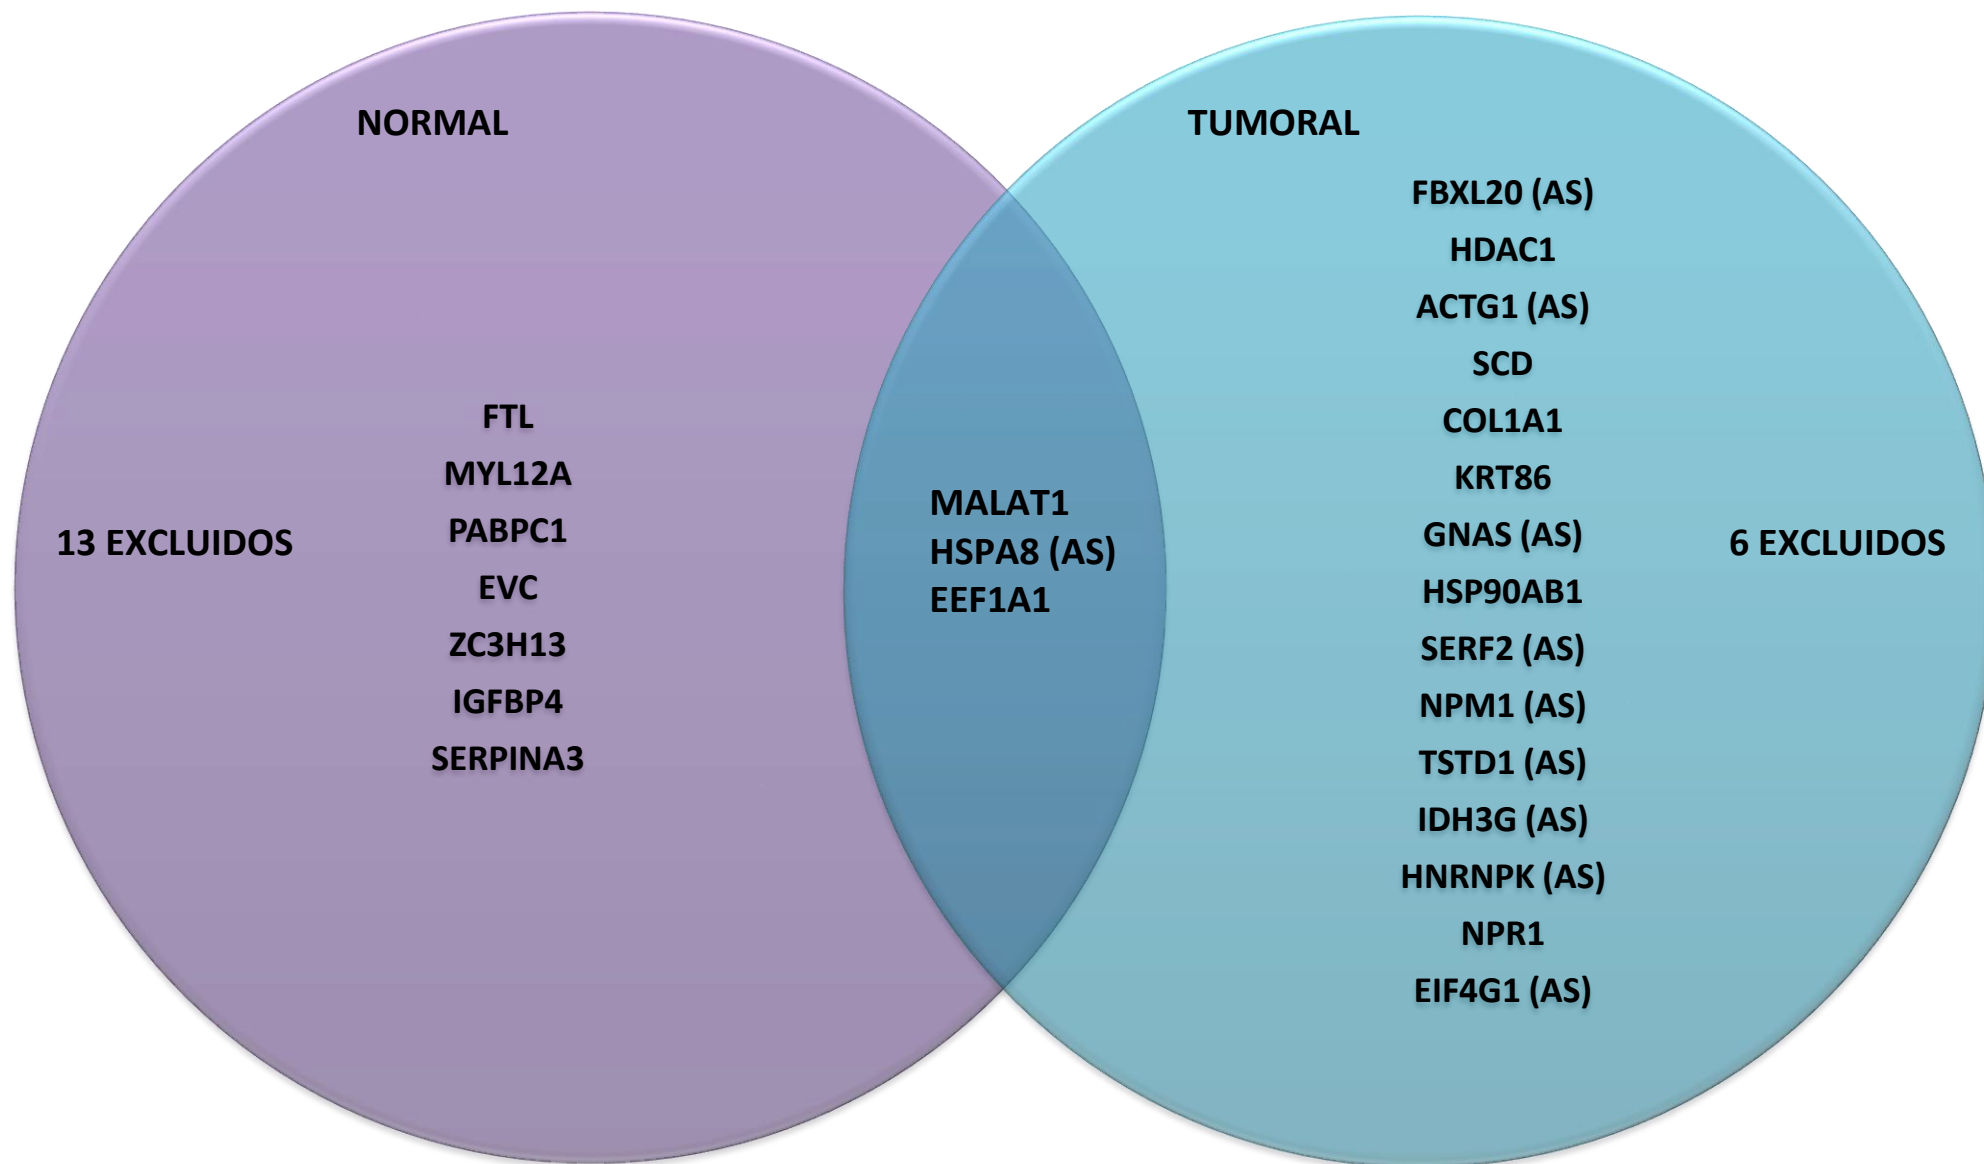 NORMAL
13 EXCLUIDOS
FTL
MYL12A
PABPC1
EVC
ZC3H13
IGFBP4
SERPINA3
MALAT1
HSPA8 (AS)
EEF1A1
TUMORAL
FBXL20 (AS)
HDAC1
ACTG1 (AS)
SCD
COL1A1
KRT86
GNAS (AS)
HSP90AB1
SERF2 (AS)
NPM1 (AS)
TSTD1 (AS)
IDH3G (AS)
HNRNPK (AS)
NPR1
EIF4G1 (AS)
6 EXCLUIDOS